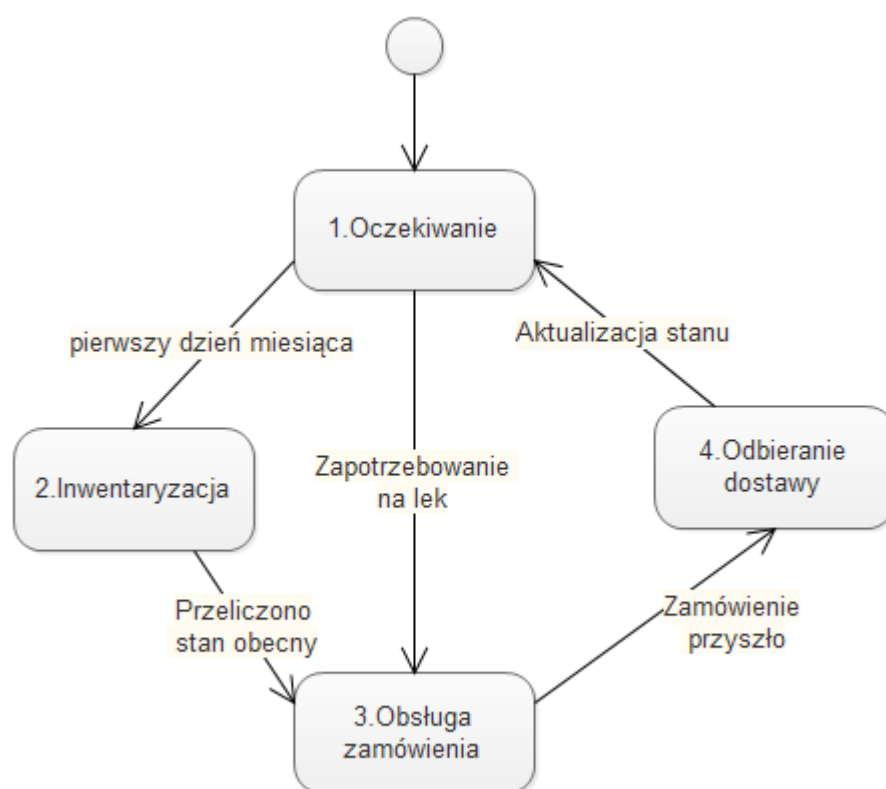 1.Oczekiwanie
pierwszy dzień miesiąca
Aktualizacja stanu
2.Inwentaryzacja
Zapotrzebowanie
na lek
4.Odbieranie
dostawy
Przeliczono
stan obecny
Zamówienie
przyszło
3.Obsługa
zamówienia